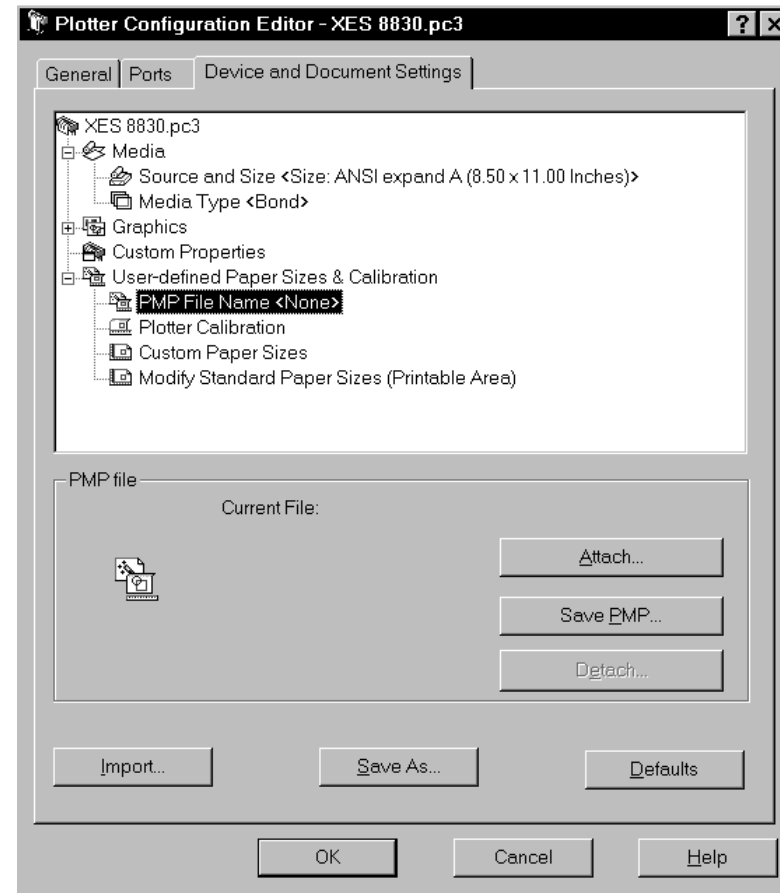 Plotter Configuration Editor - XES 8830.pc3
General Ports Device and Document Settings
XES 8830.pc3
Media
Source and Size <Size: ANSI expand A (8.50 x 11.00 Inches)>
Media Type <Bond>
Graphics
Custom Properties
User-defined Paper Sizes & Calibration
PMP File Name <None>
Plotter Calibration
Custom Paper Sizes
Modify Standard Paper Sizes (Printable Area)
PMP file
Current File:
Attach...
Save PMP...
Detach...
Import... Save As... Defaults
OK Cancel Help